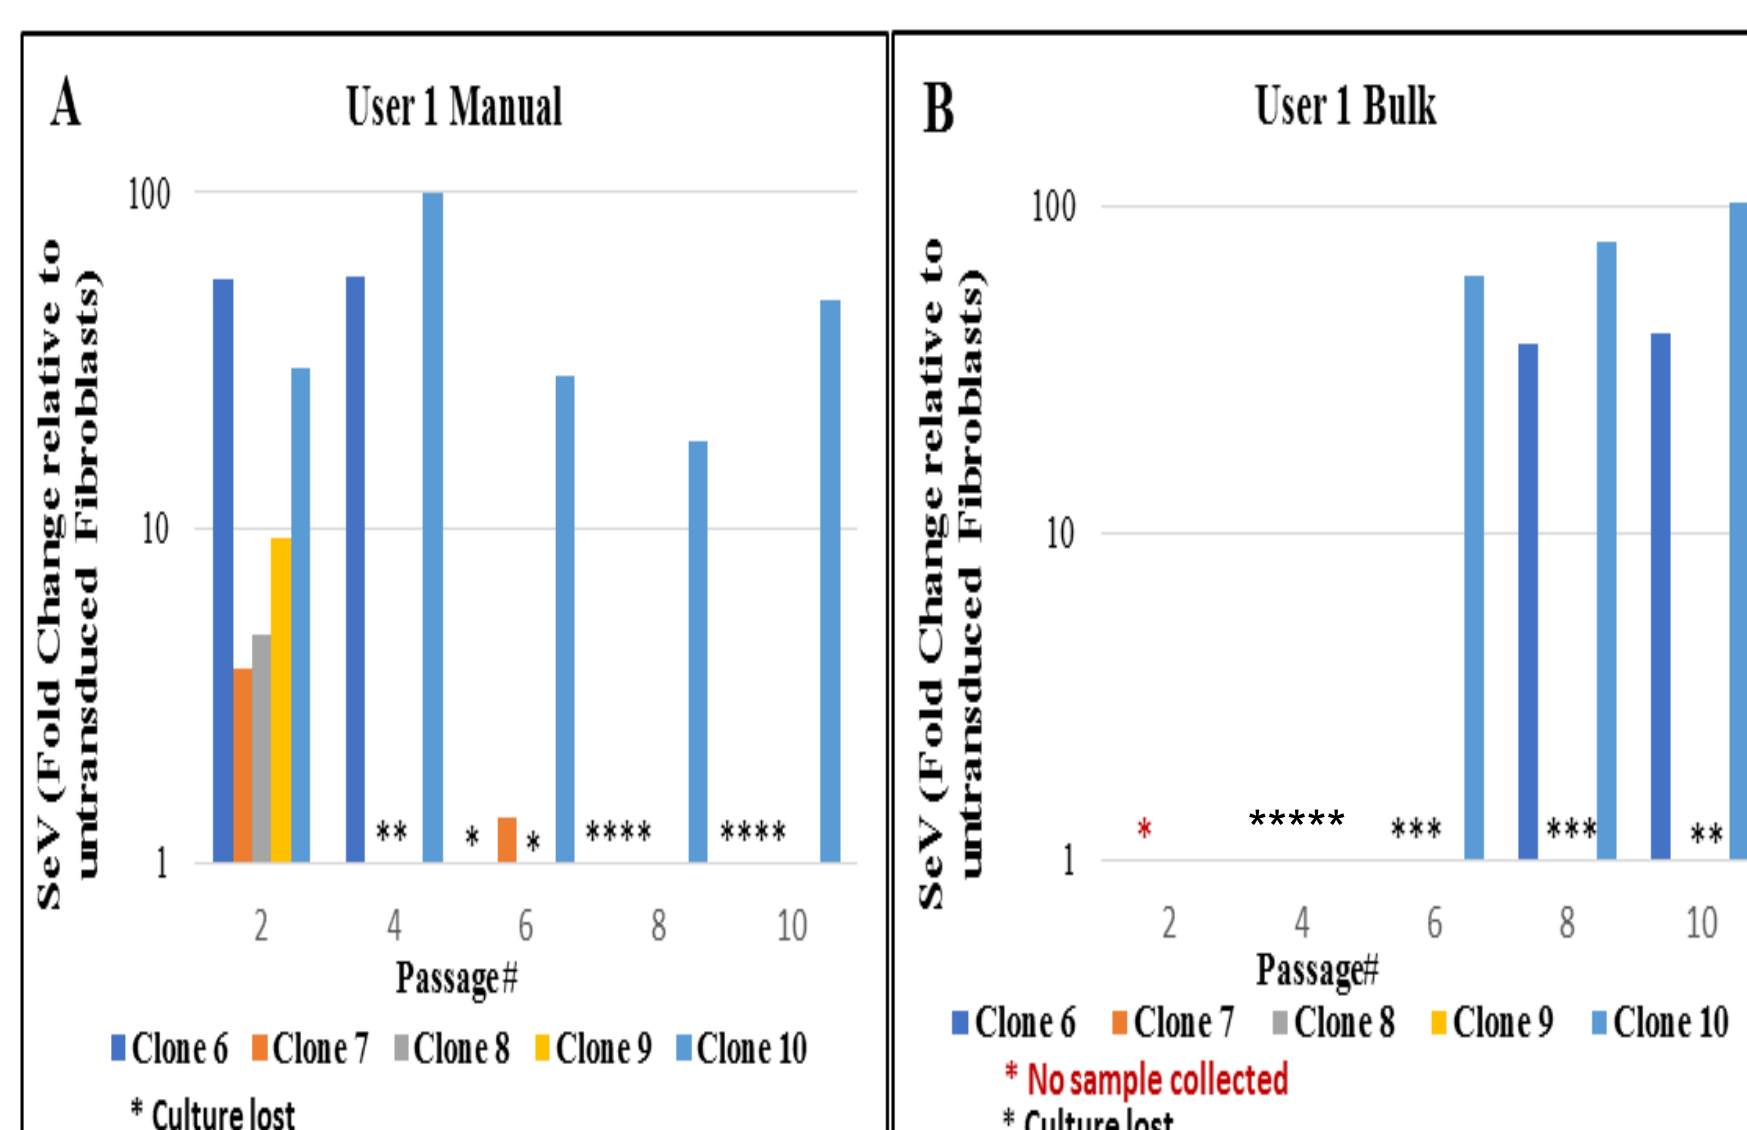 A
User 1 Manual
SeV (Fold Change relative to
untransduced Fibroblasts)
100
10
1
** * * **** ****
2 4 6 8 10
Passage#
Clone 6 Clone 7 Clone 8 Clone 9 Clone 10
* Culture lost
B
User 1 Bulk
SeV (Fold Change relative to
untransduced Fibroblasts)
100
10
1
* ***** *** *** **
2 4 6 8 10
Passage#
Clone 6 Clone 7 Clone 8 Clone 9 Clone 10
* No sample collected
* Culture lost